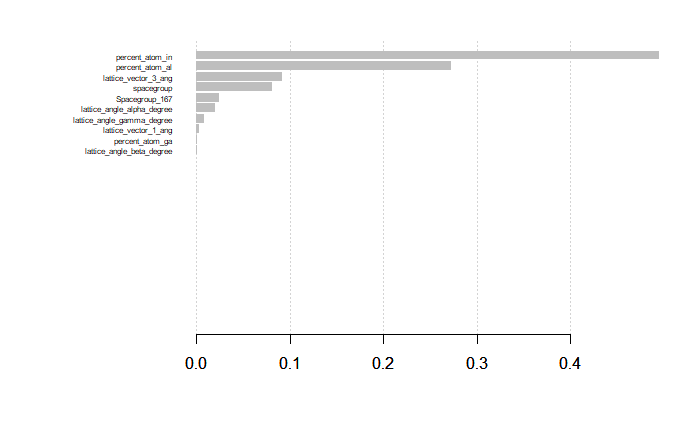 percent_atom_in
percent_atom_al
lattice_vector_3_ang
spacegroup
Spacegroup_167
lattice_angle_alpha_degree
lattice_angle_gamma_degree
lattice_vector_1_ang
percent_atom_ga
lattice_angle_beta_degree
0.0 0.1 0.2 0.3 0.4